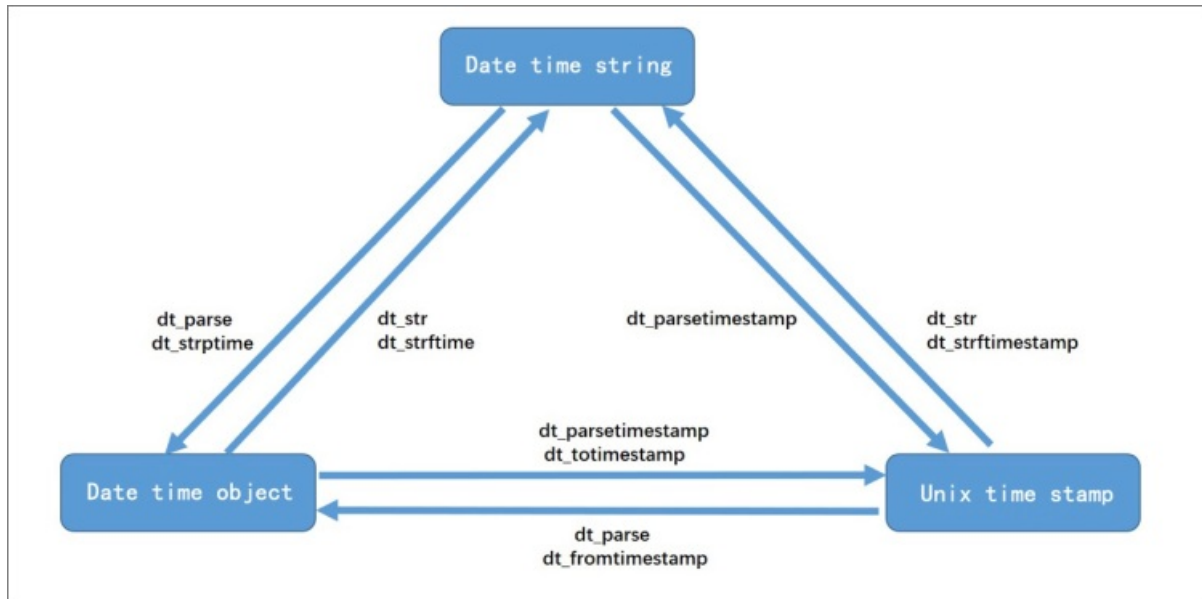 Date time string
dt_parse
dt_strptime
dt_str
dt_strftime
dt_parsetimestamp
dt_str
dt_strftimestamp
dt_parsetimestamp
dt_totimestamp
Date time object
Unix time stamp
dt_parse
dt_fromtimestamp